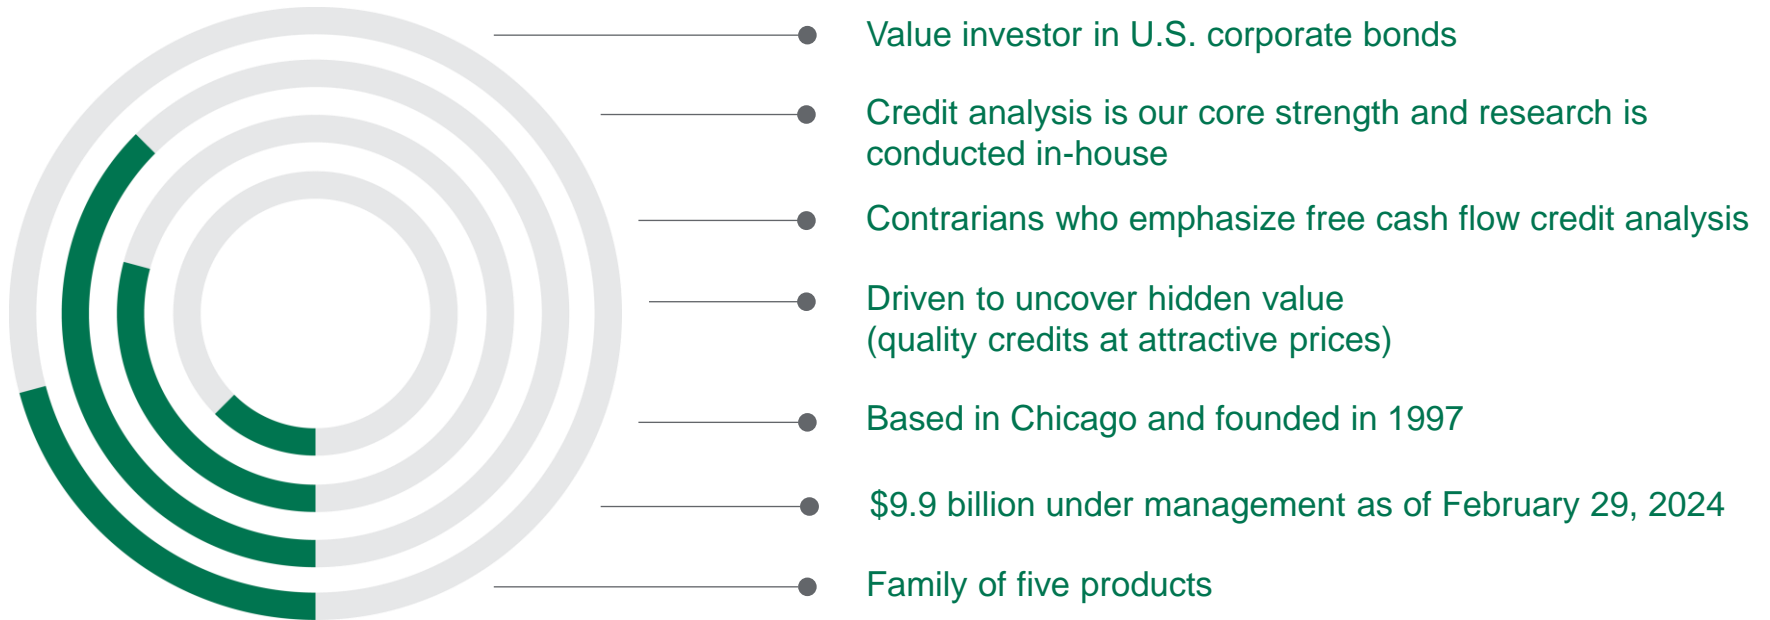 Value investor in U.S. corporate bonds
Credit analysis is our core strength and research is
conducted in-house
Contrarians who emphasize free cash flow credit analysis
Driven to uncover hidden value
(quality credits at attractive prices)
Based in Chicago and founded in 1997
$9.9 billion under management as of February 29, 2024
Family of five products